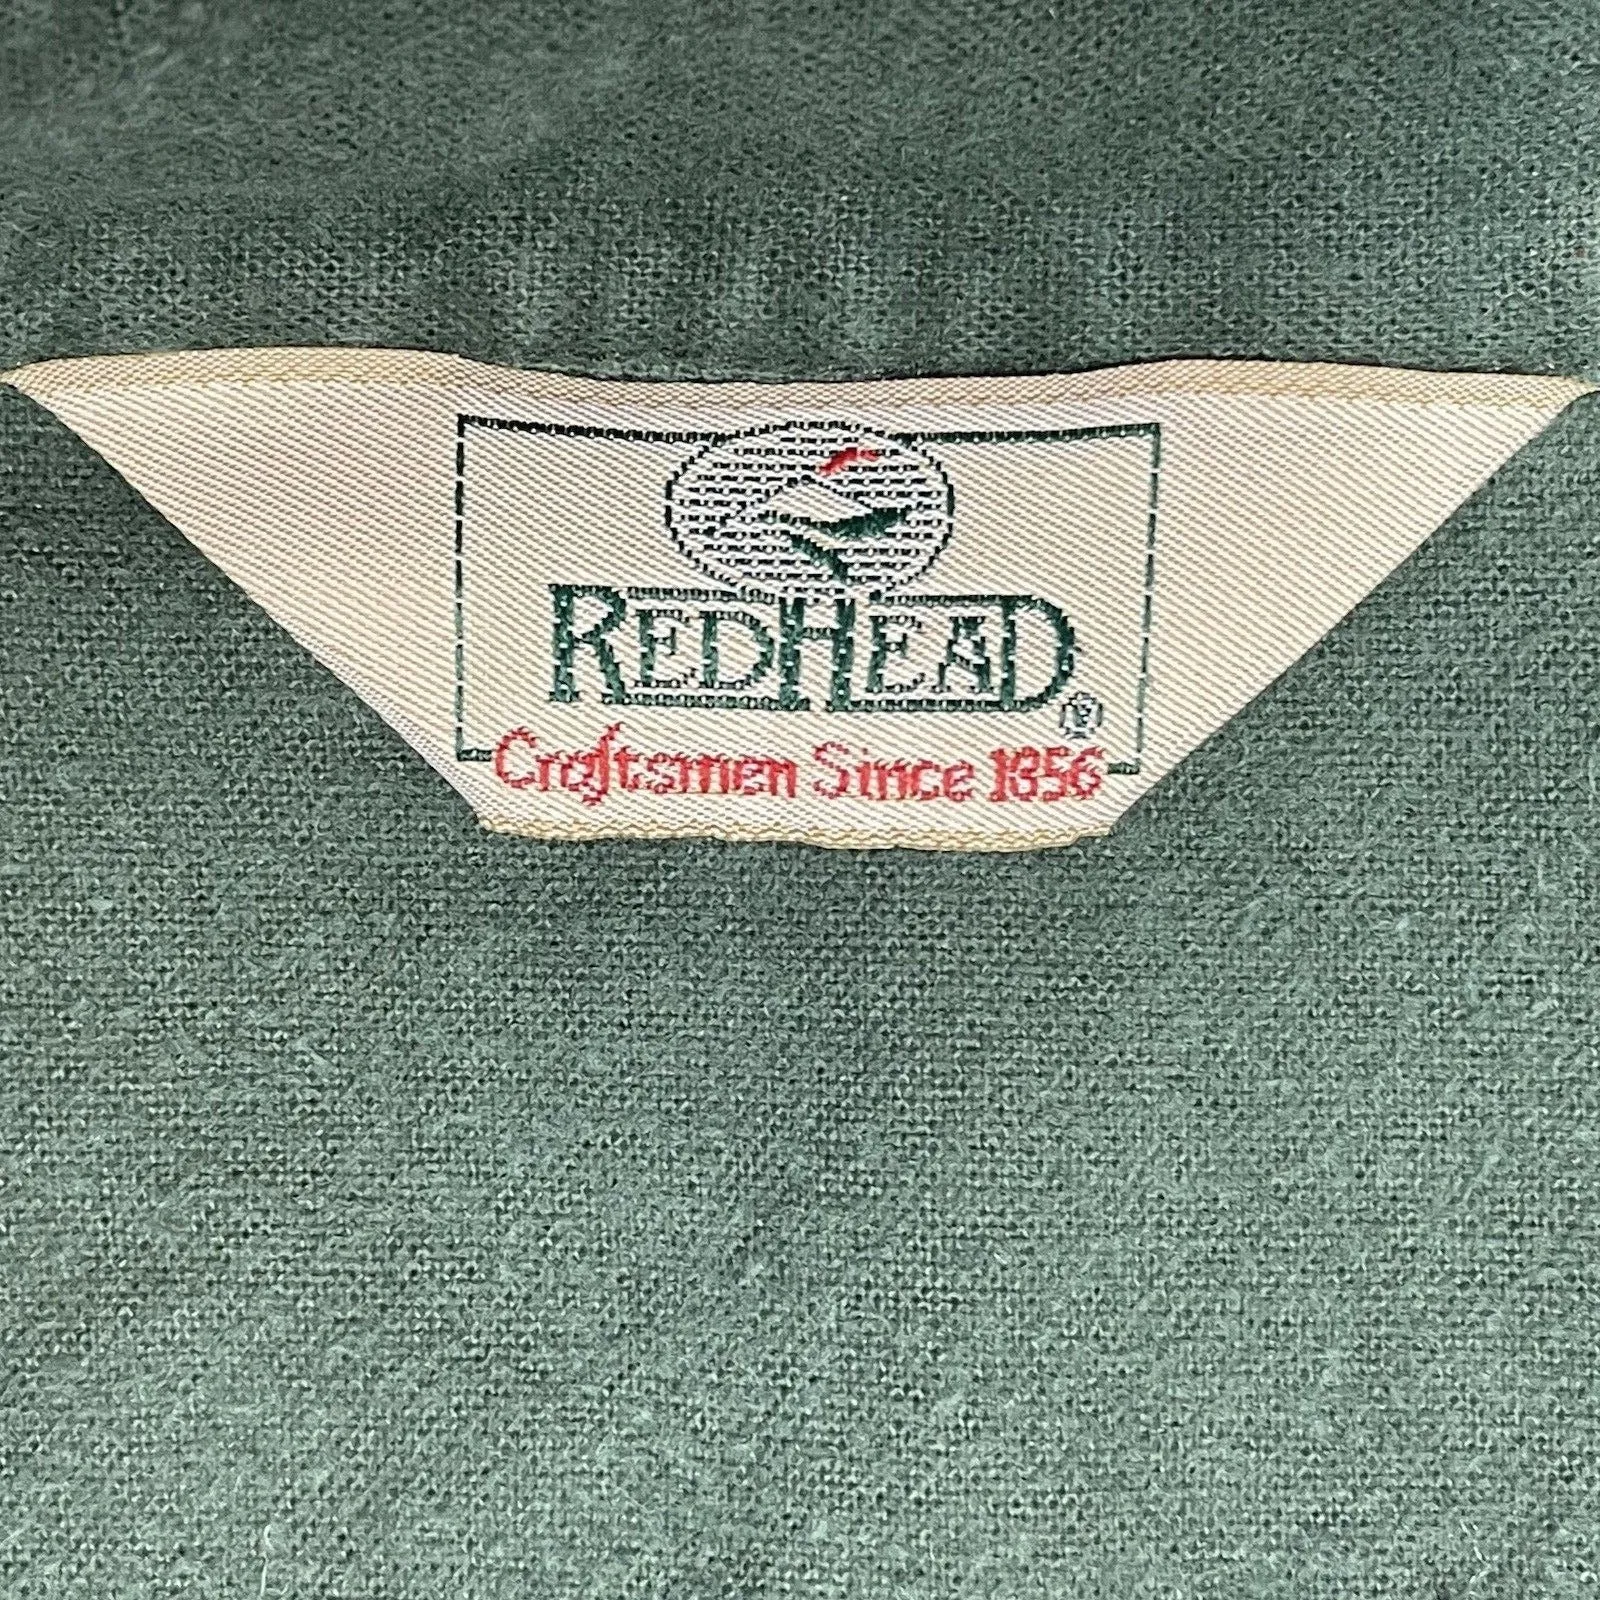 REDHEAD®
Craftsmen Since 1856